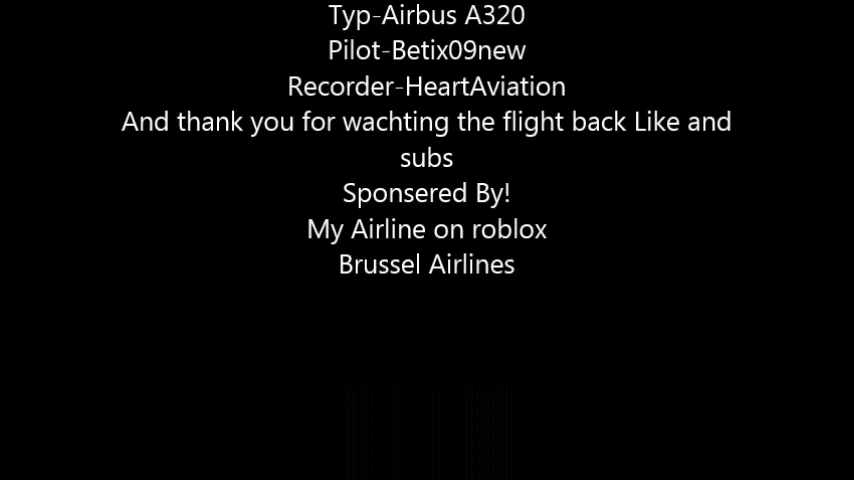 Typ-Airbus A320
Pilot-Betix09new
Recorder-HeartAviation
And thank you for wachting the flight back Like and
subs
Sponsered By!
My Airline on roblox
Brussel Airlines